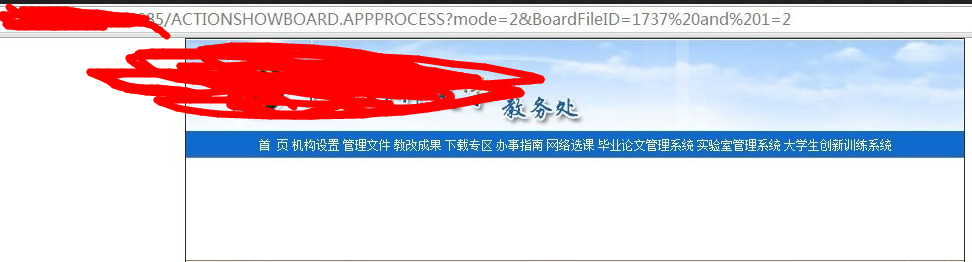 85/ACTIONSHOWBOARD.APPPROCESS?mode=2&BoardFileID=1737%20and%201=2
教务处
首 页 机构设置 管理文件 教改成果 下载专区 办事指南 网络选课 毕业论文管理系统 实验室管理系统 大学生创新训练系统